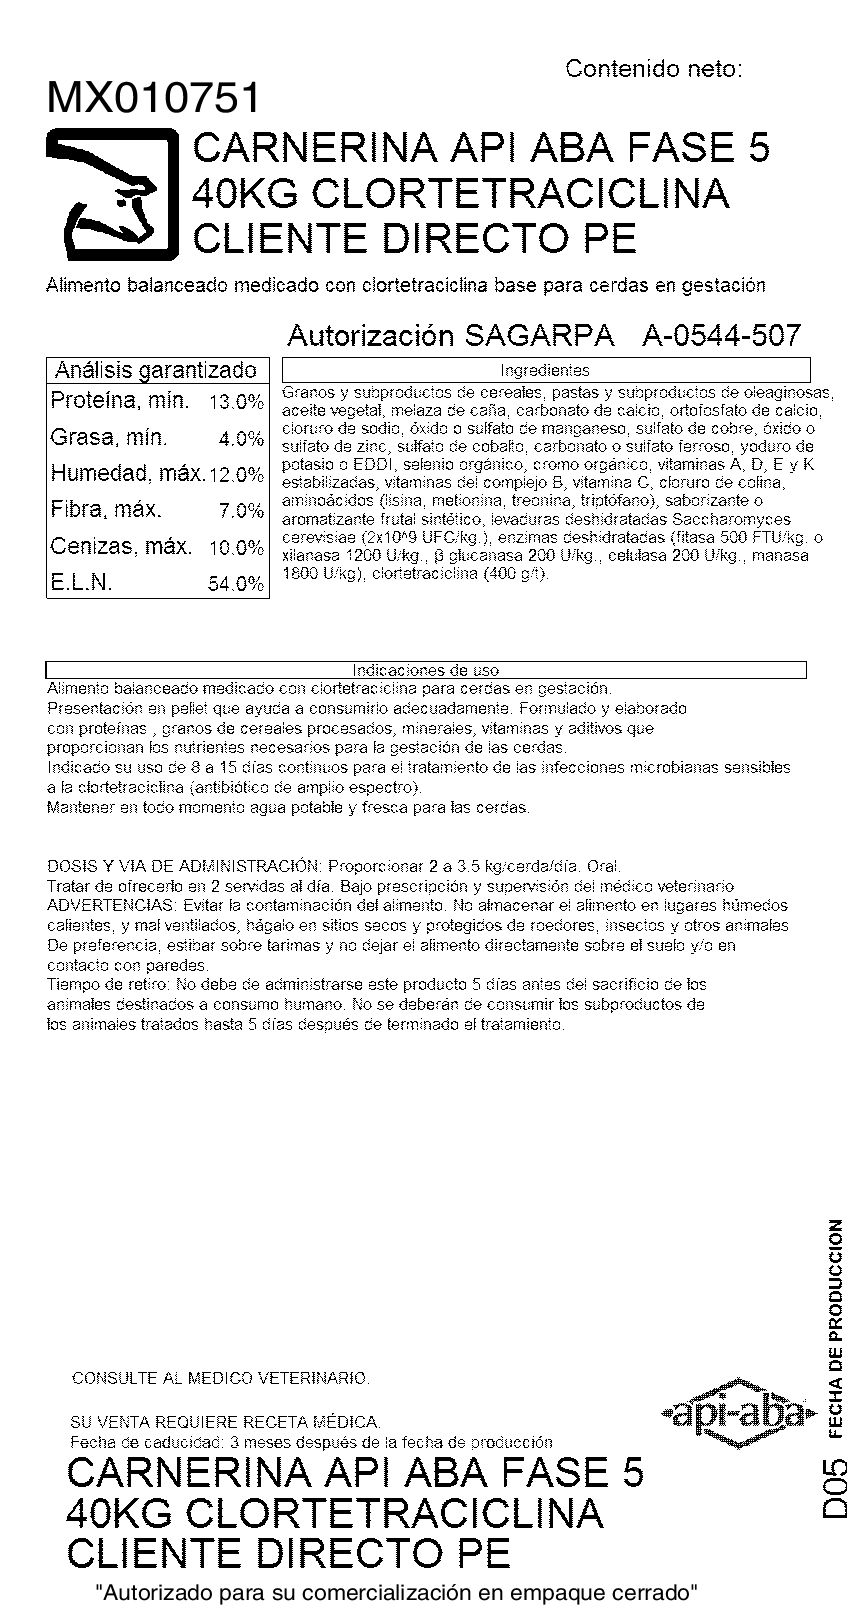 Contenido neto:
MX010751
CARNERINA API ABA FASE 5
40KG CLORTETRACICLINA
CLIENTE DIRECTO PE
Alimento balanceado medicado con clortetraciclina base para cerdas en gestación
Autorización SAGARPA A-0544-507
Análisis garantizado
Proteína, mín. 13.0%
Grasa, mín. 4.0%
Humedad, máx. 12.0%
Fibra, máx. 7.0%
Cenizas, máx. 10.0%
E.L.N. 54.0%
Ingredientes
Granos y subproductos de cereales, pastas y subproductos de oleaginosas,
aceite vegetal, melaza de caña, carbonato de calcio, ortofosfato de calcio,
cloruro de sodio, óxido o sulfato de manganeso, sulfato de cobre, óxido o
sulfato de zinc, sulfato de cobalto, carbonato o sulfato ferroso, yoduro de
potasio o EDDI, selenio orgánico, cromo orgánico, vitaminas A, D, E y K
estabilizadas, vitaminas del complejo B, vitamina C, cloruro de colina,
aminoácidos (lisina, metionina, treonina, triptófano), saborizante o
aromatizante frutal sintético, levaduras deshidratadas Saccharomyces
cerevisiae (2x10^9 UFC/kg.), enzimas deshidratadas (fitasa 500 FTU/kg. o
xilanasa 1200 U/kg., β glucanasa 200 U/kg., celulasa 200 U/kg., manasa
1800 U/kg), clortetraciclina (400 g/t).
Indicaciones de uso
Alimento balanceado medicado con clortetraciclina para cerdas en gestación.
Presentación en pellet que ayuda a consumirlo adecuadamente. Formulado y elaborado
con proteínas , granos de cereales procesados, minerales, vitaminas y aditivos que
proporcionan los nutrientes necesarios para la gestación de las cerdas.
Indicado su uso de 8 a 15 días continuos para el tratamiento de las infecciones microbianas sensibles
a la clortetraciclina (antibiótico de amplio espectro).
Mantener en todo momento agua potable y fresca para las cerdas.
DOSIS Y VIA DE ADMINISTRACIÓN: Proporcionar 2 a 3.5 kg/cerda/día. Oral.
Tratar de ofrecerlo en 2 servidas al día. Bajo prescripción y supervisión del médico veterinario
ADVERTENCIAS: Evitar la contaminación del alimento. No almacenar el alimento en lugares húmedos
calientes, y mal ventilados, hágalo en sitios secos y protegidos de roedores, insectos y otros animales
De preferencia, estibar sobre tarimas y no dejar el alimento directamente sobre el suelo y/o en
contacto con paredes.
Tiempo de retiro: No debe de administrarse este producto 5 días antes del sacrificio de los
animales destinados a consumo humano. No se deberán de consumir los subproductos de
los animales tratados hasta 5 días después de terminado el tratamiento.
FECHA DE PRODUCCION
D05
CONSULTE AL MEDICO VETERINARIO.
api-aba
SU VENTA REQUIERE RECETA MÉDICA.
Fecha de caducidad: 3 meses después de la fecha de producción
CARNERINA API ABA FASE 5
40KG CLORTETRACICLINA
CLIENTE DIRECTO PE
"Autorizado para su comercialización en empaque cerrado"